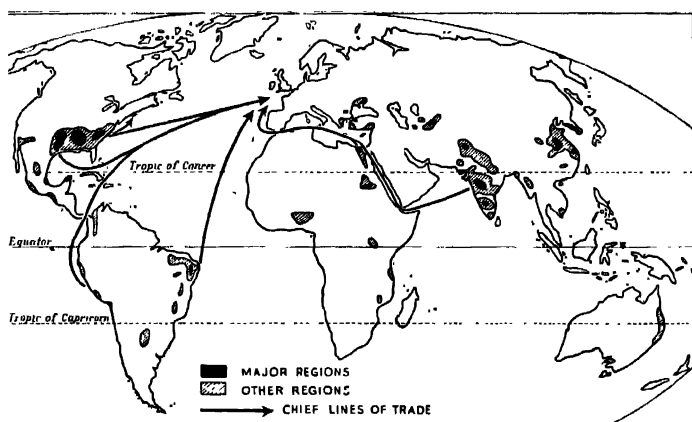 Tropic of Cancer
Equator
Tropic of Capricorn
MAJOR REGIONS
OTHER REGIONS
CHIEF LINES OF TRADE